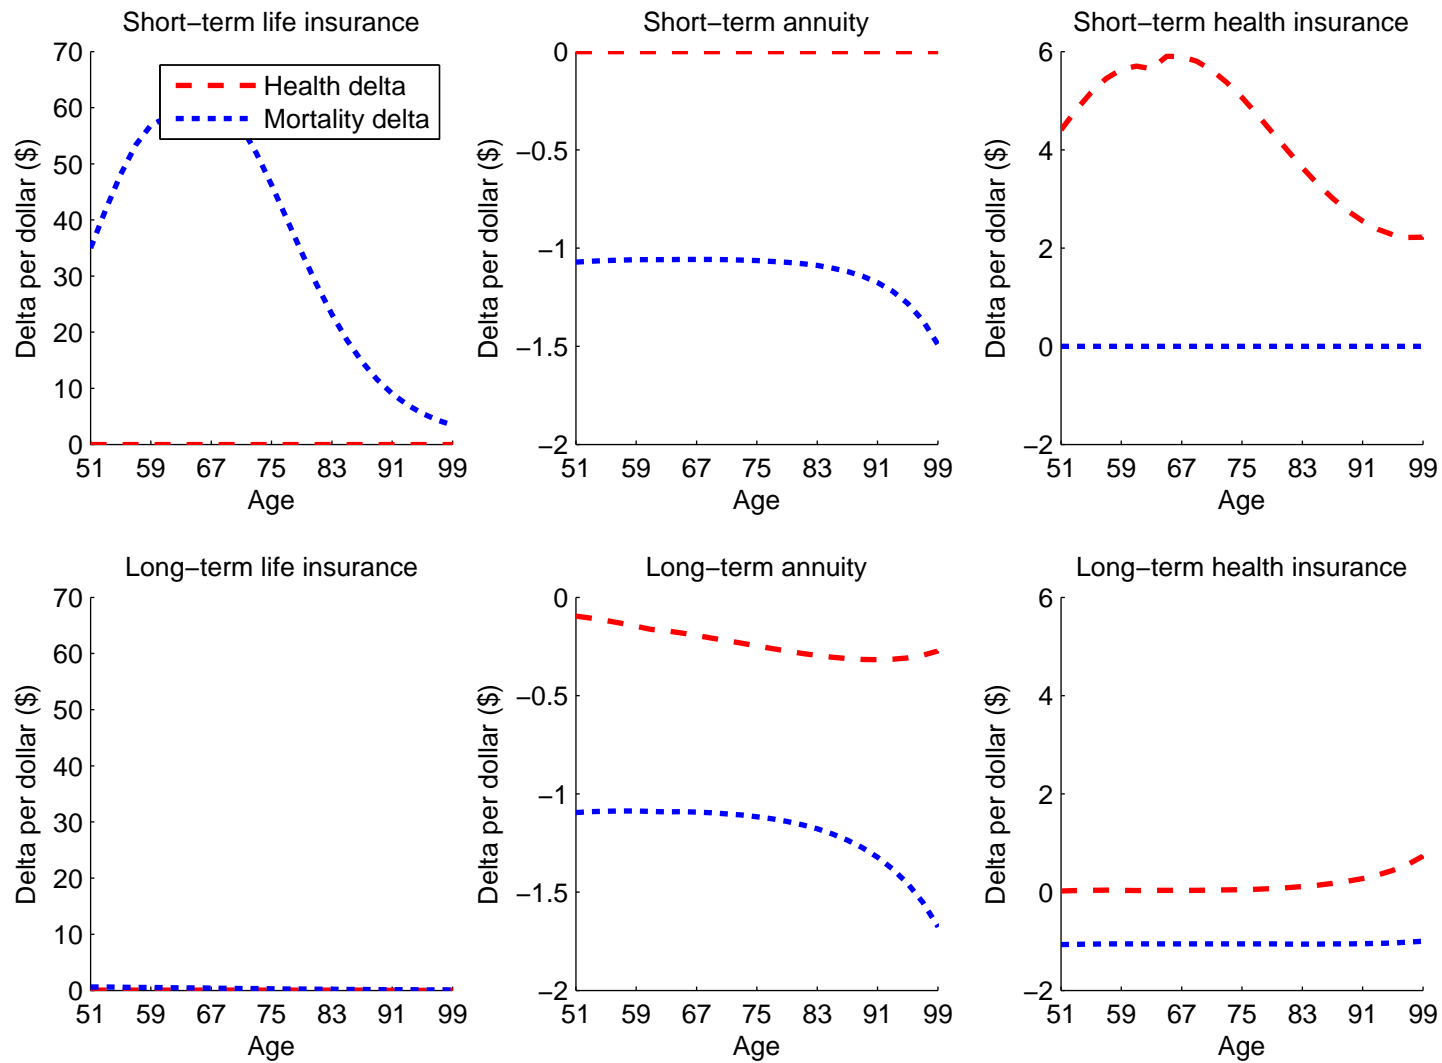 Short−term life insurance
70
60
50
40
30
20
10
0
Delta per dollar ($)
Health delta
Mortality delta
51 59 67 75 83 91 99
Age
Short−term annuity
0
−0.5
−1
−1.5
−2
Delta per dollar ($)
51 59 67 75 83 91 99
Age
Short−term health insurance
6
4
2
0
−2
Delta per dollar ($)
51 59 67 75 83 91 99
Age
Long−term life insurance
70
60
50
40
30
20
10
0
Delta per dollar ($)
51 59 67 75 83 91 99
Age
Long−term annuity
0
−0.5
−1
−1.5
−2
Delta per dollar ($)
51 59 67 75 83 91 99
Age
Long−term health insurance
6
4
2
0
−2
Delta per dollar ($)
51 59 67 75 83 91 99
Age